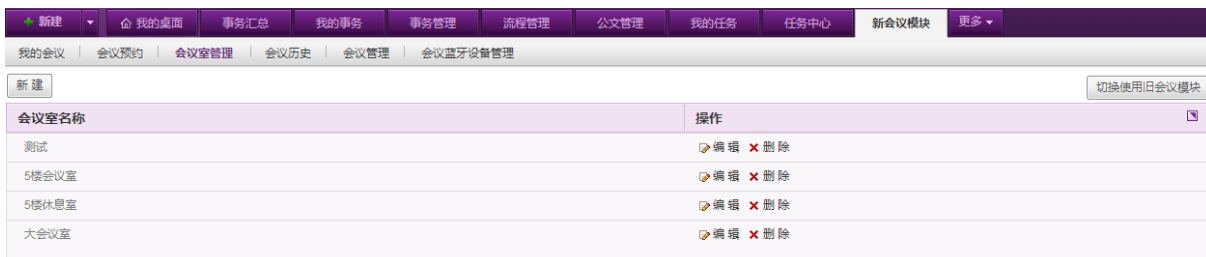 新建 我的桌面 事务汇总 我的事务 事务管理 流程管理 公文管理 我的任务 任务中心 新会议模块 更多
我的会议 会议预约 会议室管理 会议历史 会议管理 会议蓝牙设备管理
新建 切换使用旧会议模块
会议室名称 操作
测试 编辑 删除
5楼会议室 编辑 删除
5楼休息室 编辑 删除
大会议室 编辑 删除